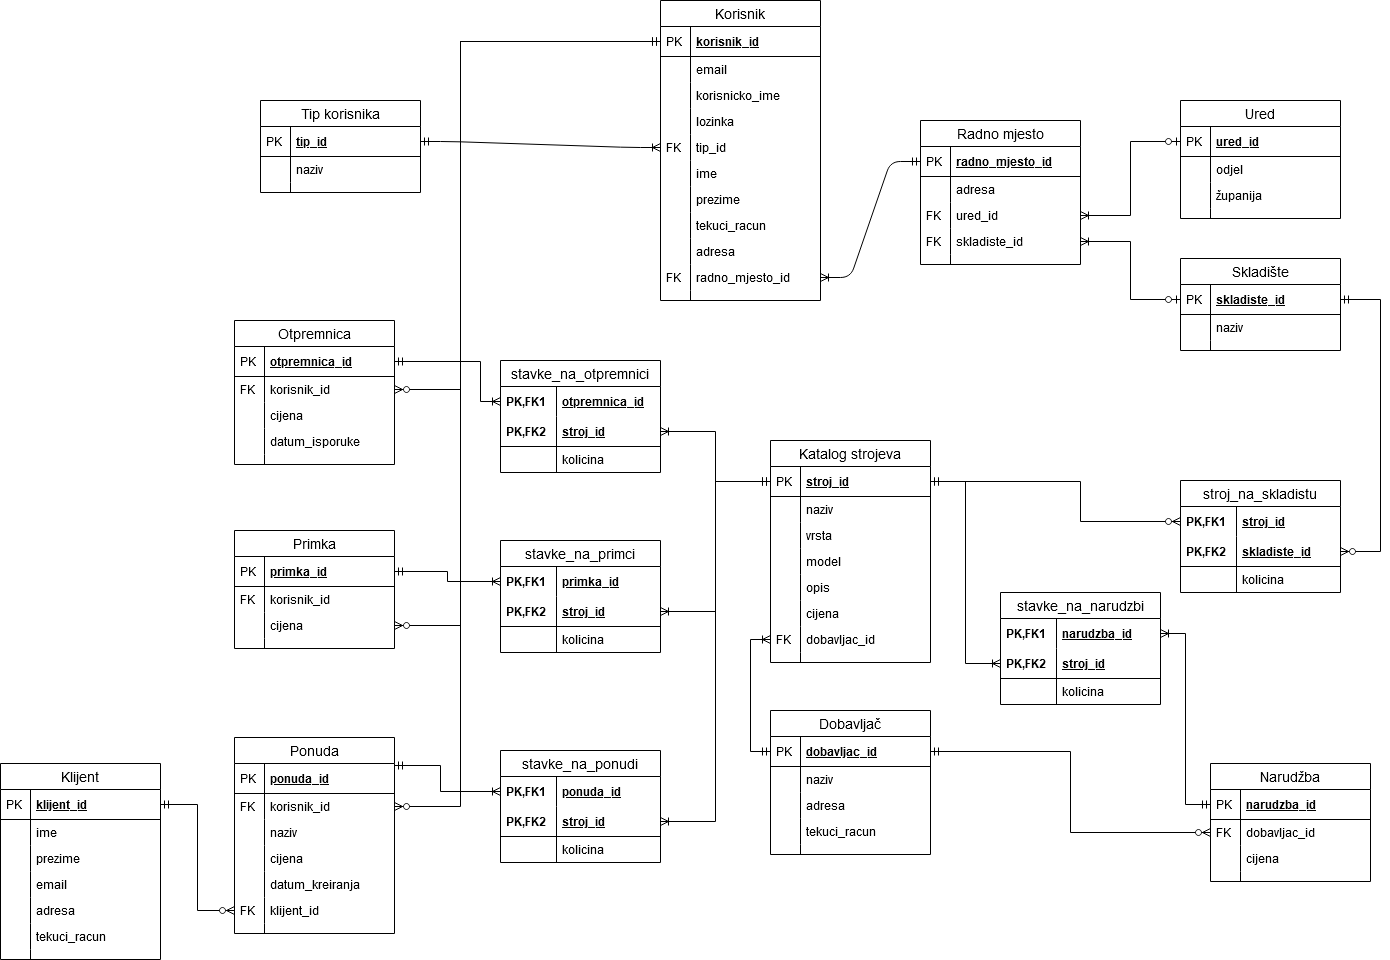 Korisnik
PK korisnik_id
email
korisnicko_ime
lozinka
FK tip_id
ime
prezime
tekuci_racun
adresa
FK radno_mjesto_id
Tip korisnika
PK tip_id
naziv
Radno mjesto
PK radno_mjesto_id
adresa
FK ured_id
FK skladiste_id
Ured
PK ured_id
odjel
županija
Skladište
PK skladiste_id
naziv
Otpremnica
PK otpremnica_id
FK korisnik_id
cijena
datum_isporuke
stavke_na_otpremnici
PK,FK1 otpremnica_id
PK,FK2 stroj_id
kolicina
Katalog strojeva
PK stroj_id
naziv
vrsta
model
opis
cijena
FK dobavljac_id
stroj_na_skladistu
PK,FK1 stroj_id
PK,FK2 skladiste_id
kolicina
Primka
PK primka_id
FK korisnik_id
cijena
stavke_na_primci
PK,FK1 primka_id
PK,FK2 stroj_id
kolicina
stavke_na_narudzbi
PK,FK1 narudzba_id
PK,FK2 stroj_id
kolicina
Dobavljač
PK dobavljac_id
naziv
adresa
tekuci_racun
Ponuda
PK ponuda_id
FK korisnik_id
naziv
cijena
datum_kreiranja
FK klijent_id
stavke_na_ponudi
PK,FK1 ponuda_id
PK,FK2 stroj_id
kolicina
Klijent
PK klijent_id
ime
prezime
email
adresa
tekuci_racun
Narudžba
PK narudzba_id
FK dobavljac_id
cijena